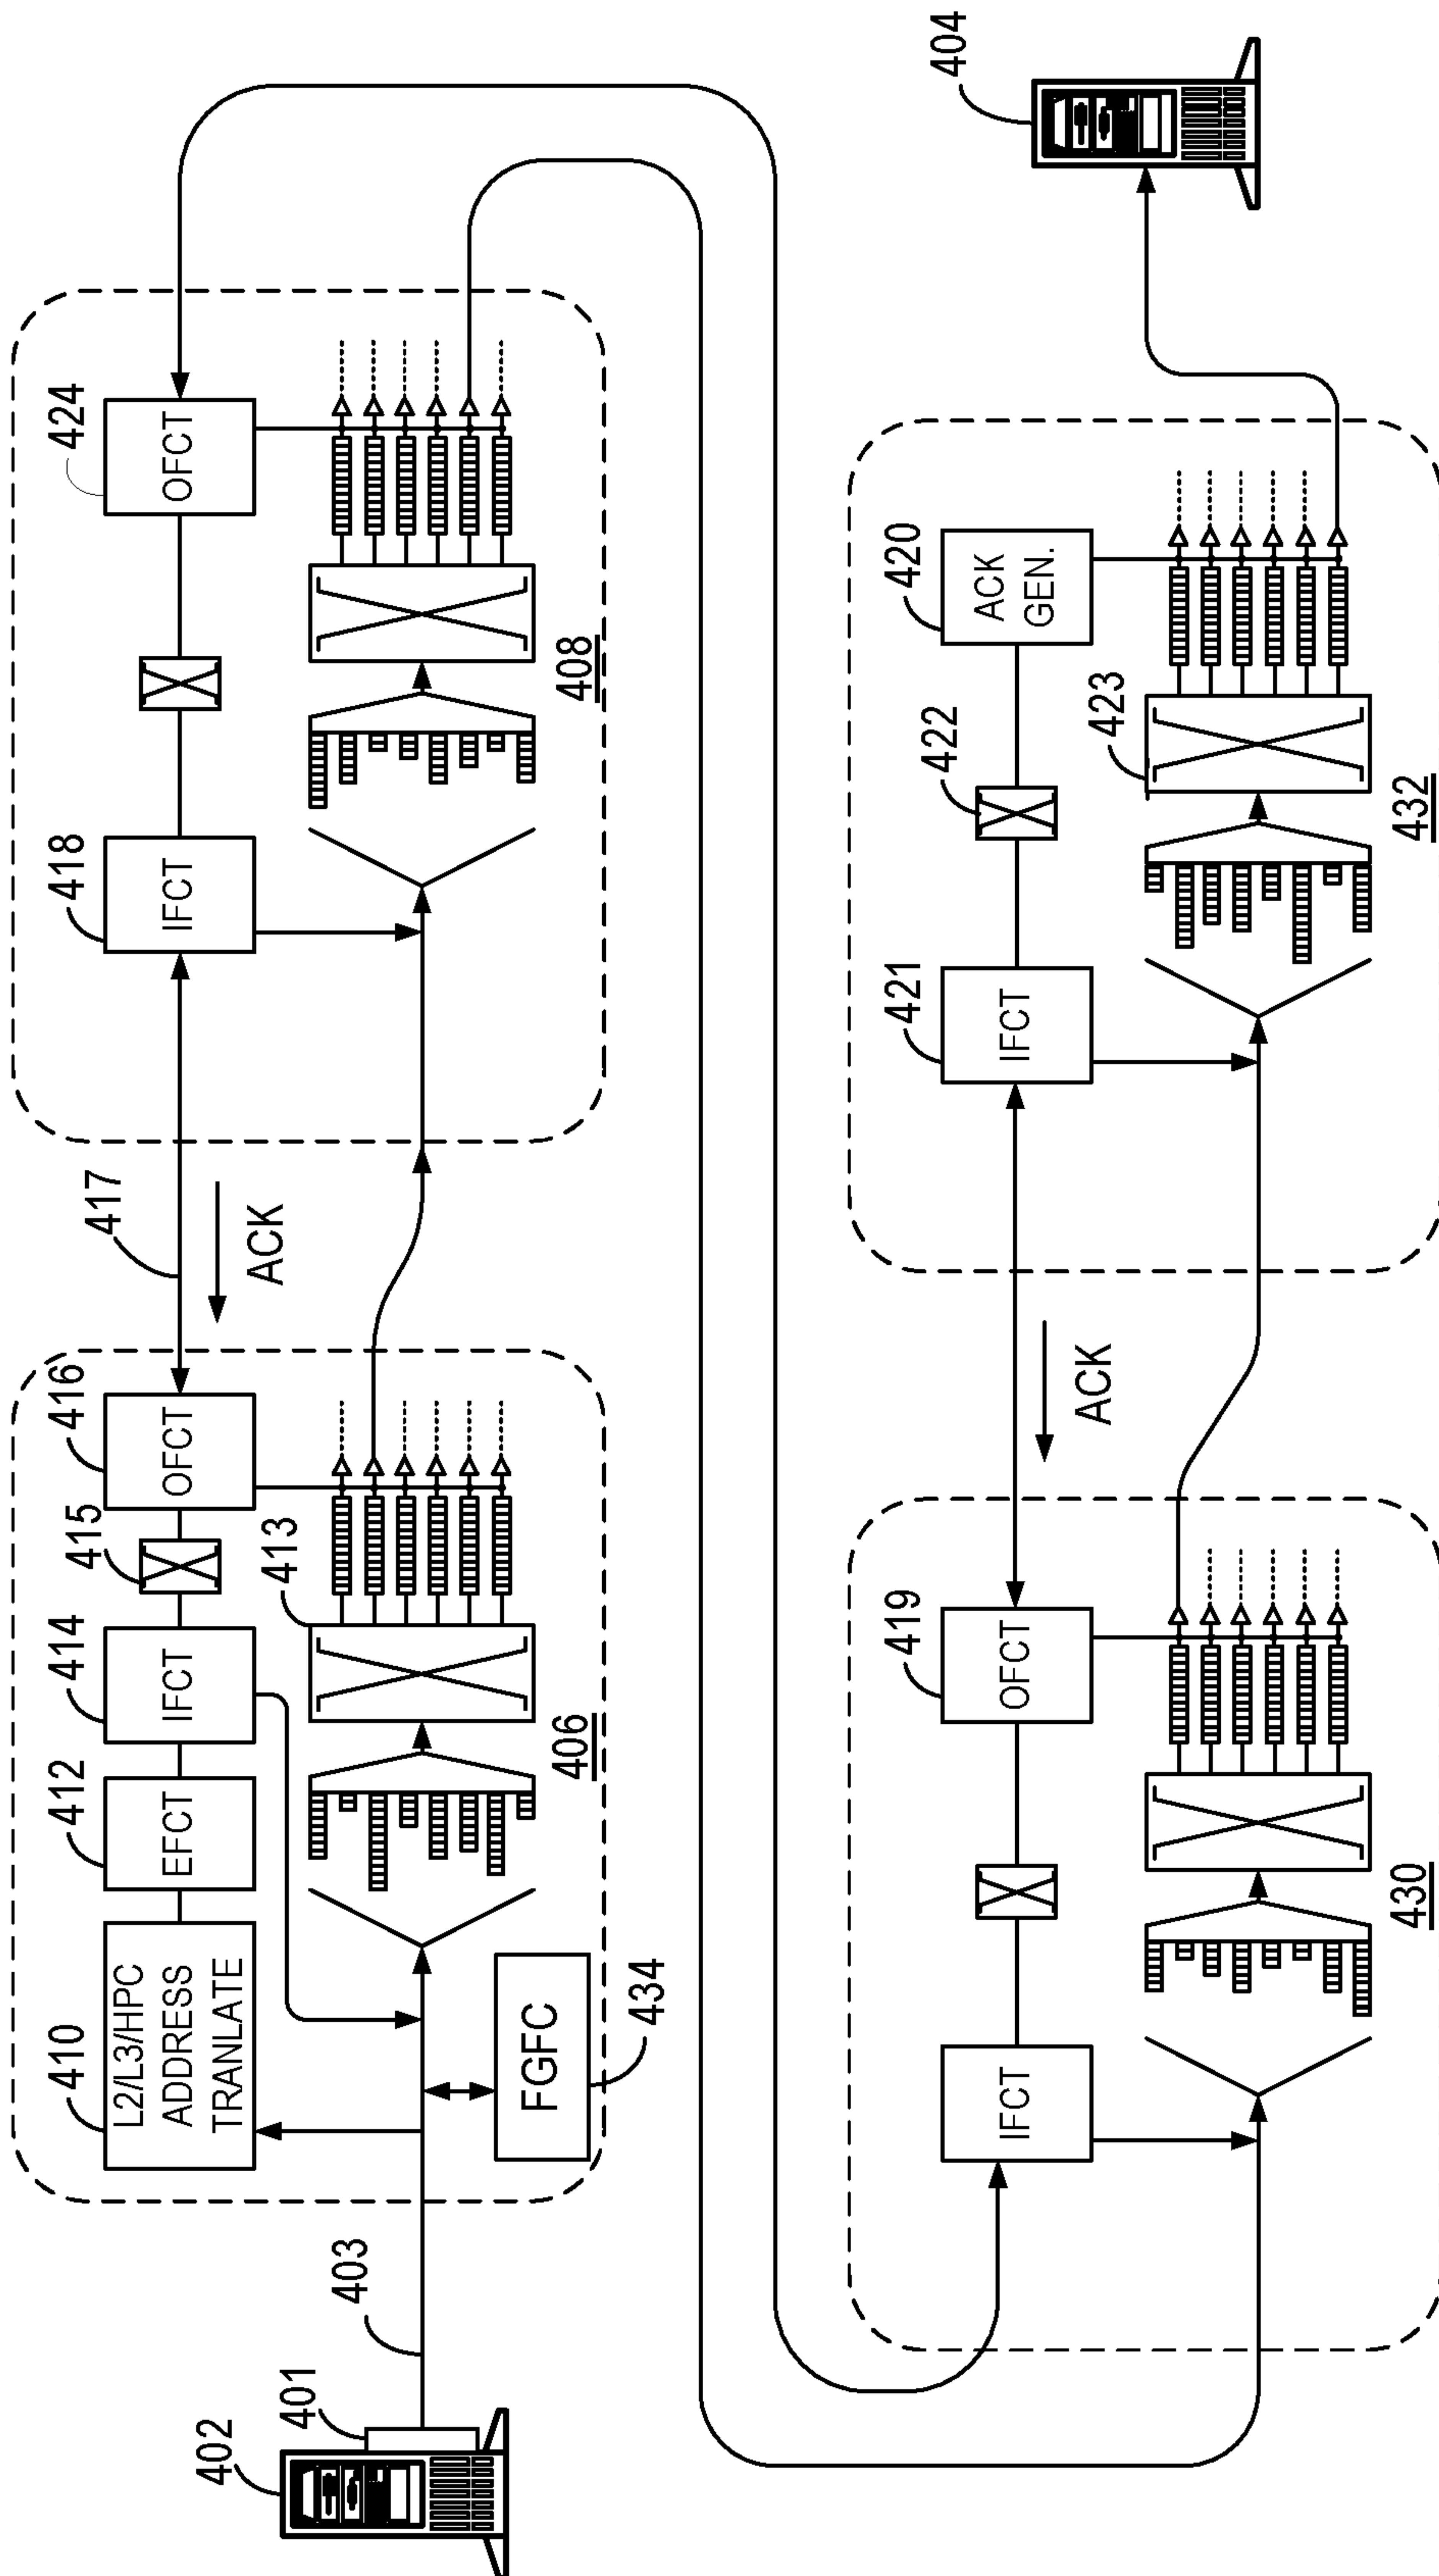 410
L2/L3/HPC
ADDRESS
TRANLATE
412
EFCT
414
IFCT
415
416
OFCT
417
ACK
418
IFCT
424
OFCT
402
401
403
FGFC
434
406
413
408
404
IFCT
419
OFCT
ACK
421
IFCT
422
420
ACK
GEN.
430
423
432